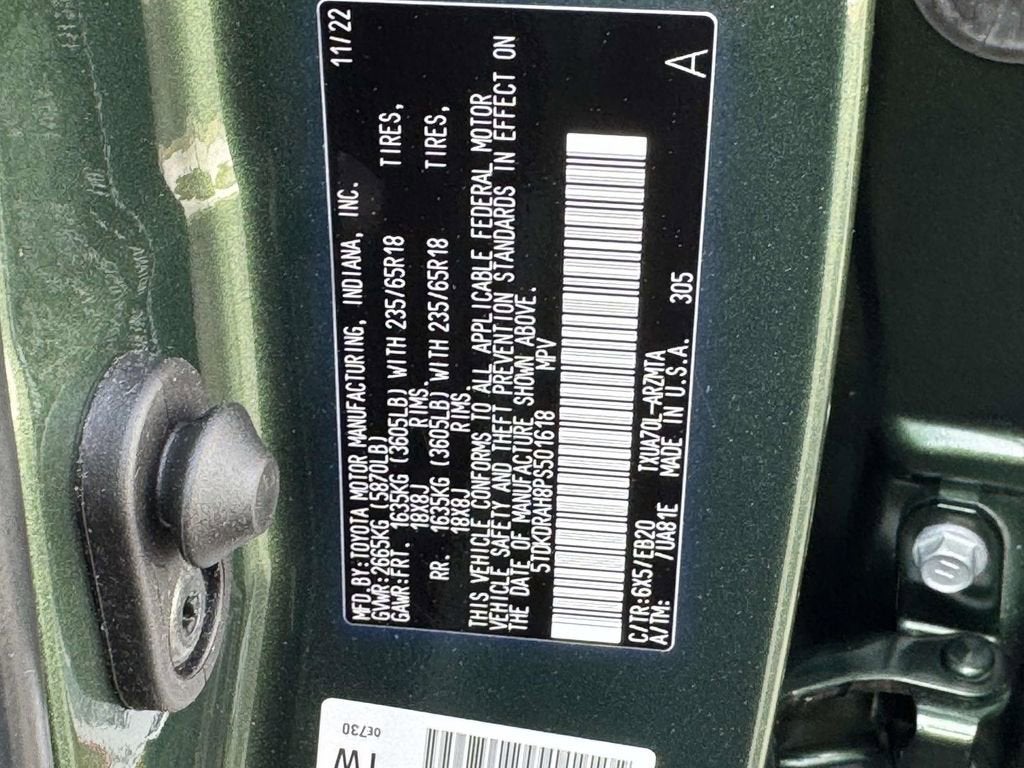 MFD.BY:TOYOTA MOTOR MANUFACTURING, INDIANA, INC. 11/22
GVWR:2665KG (5870LB)
GAWR:FRT. 1635KG (3605LB) WITH 235/65R18 TIRES,
18X8J RIMS.
RR. 1635KG (3605LB) WITH 235/65R18 TIRES,
18X8J RIMS.
THIS VEHICLE CONFORMS TO ALL APPLICABLE FEDERAL MOTOR
VEHICLE SAFETY AND THEFT PREVENTION STANDARDS IN EFFECT ON
THE DATE OF MANUFACTURE SHOWN ABOVE.
5TDKDRAH8PS501618 MPV
C/TR:6X5/EB20 TXUA70L-ARZMTA 305
A/TM: /UA81E MADE IN U.S.A. A
0E730
TW